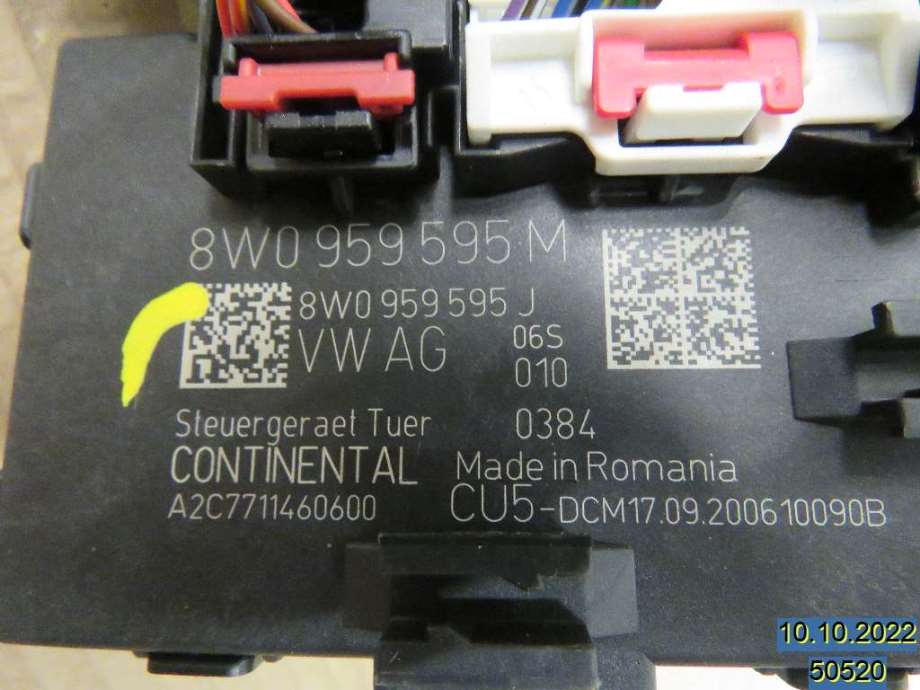 8W0 959 595 M
8W0 959 595 J
VW AG
06S
010
Steuergeraet Tuer 0384
CONTINENTAL Made in Romania
A2C7711460600 CU5-DCM17.09.200610090B
10.10.2022
50520